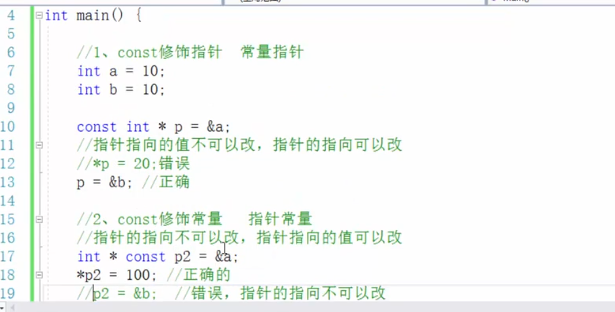 4 int main() {
5
6 //1、const修饰指针 常量指针
7 int a = 10;
8 int b = 10;
9
10 const int * p = &a;
11 //指针指向的值不可以改，指针的指向可以改
12 //*p = 20;错误
13 p = &b; //正确
14
15 //2、const修饰常量 指针常量
16 //指针的指向不可以改，指针指向的值可以改
17 int * const p2 = &a;
18 *p2 = 100; //正确的
19 //p2 = &b; //错误，指针的指向不可以改